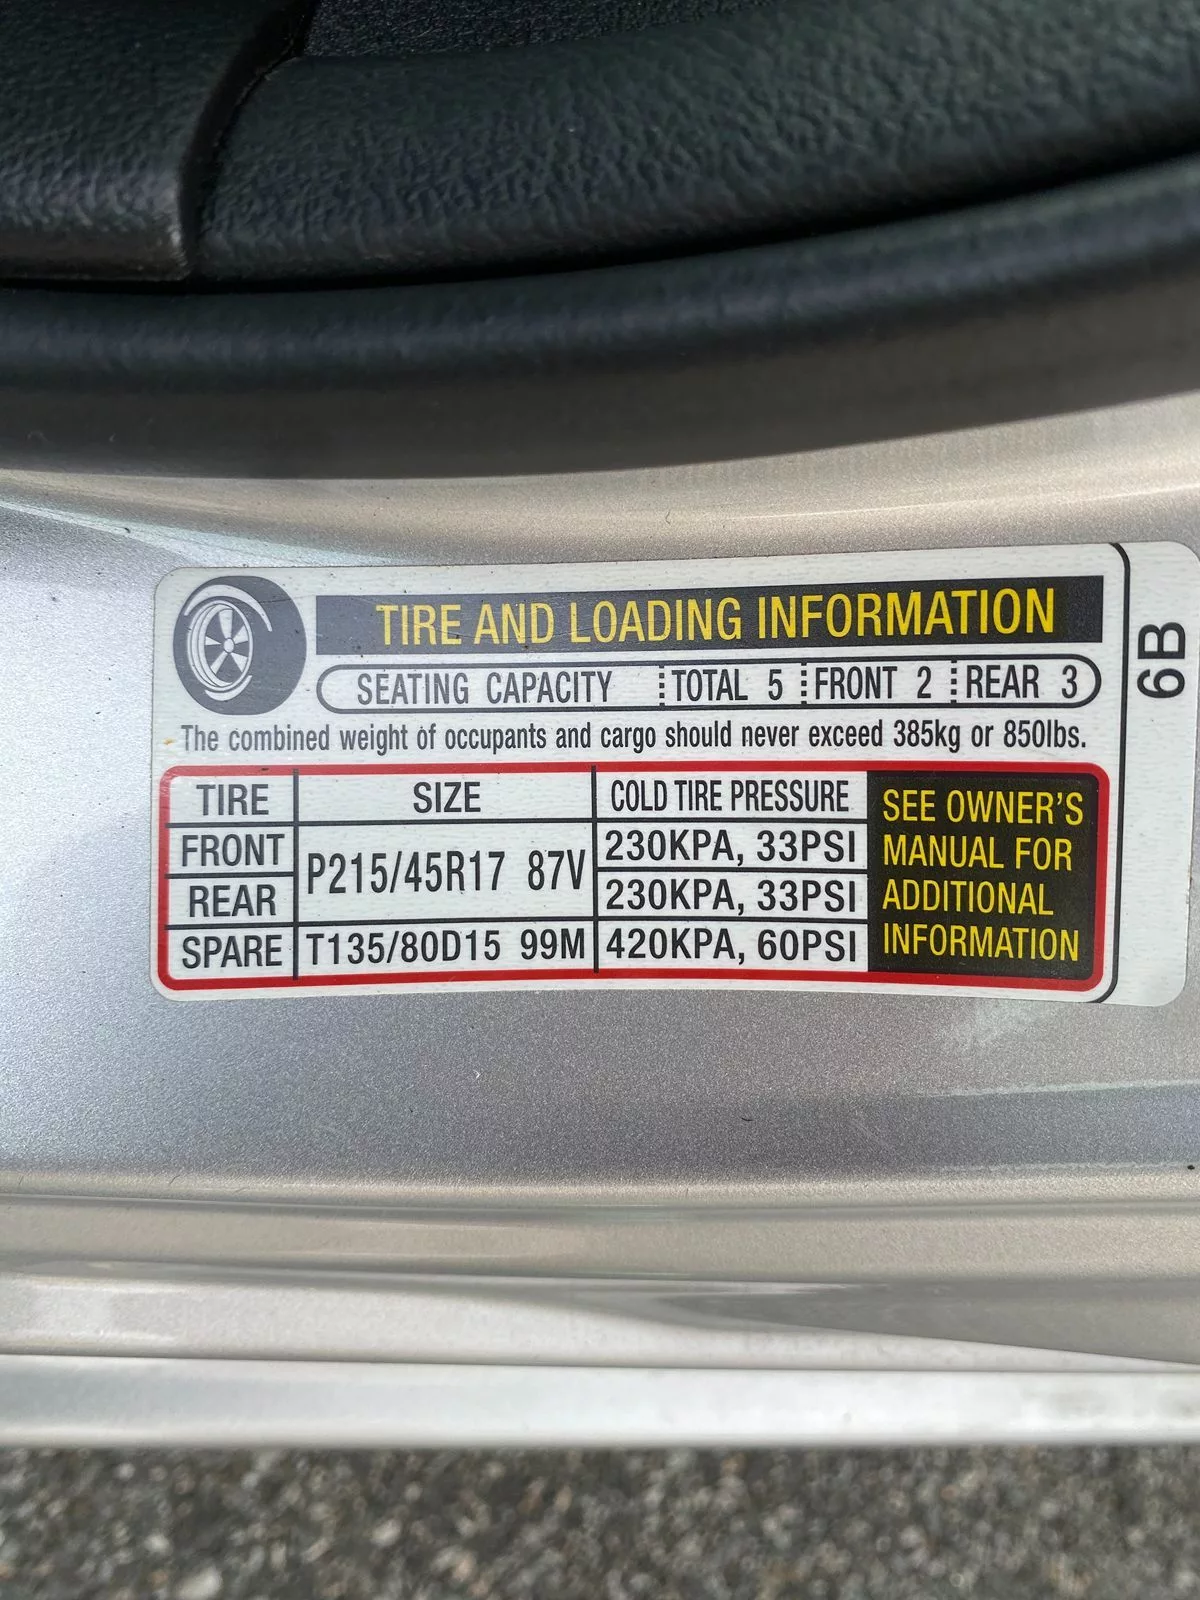 TIRE AND LOADING INFORMATION
SEATING CAPACITY TOTAL 5 FRONT 2 REAR 3
The combined weight of occupants and cargo should never exceed 385kg or 850lbs.
TIRE SIZE COLD TIRE PRESSURE
FRONT P215/45R17 87V 230KPA, 33PSI
REAR 230KPA, 33PSI
SPARE T135/80D15 99M 420KPA, 60PSI
SEE OWNER'S
MANUAL FOR
ADDITIONAL
INFORMATION
6B